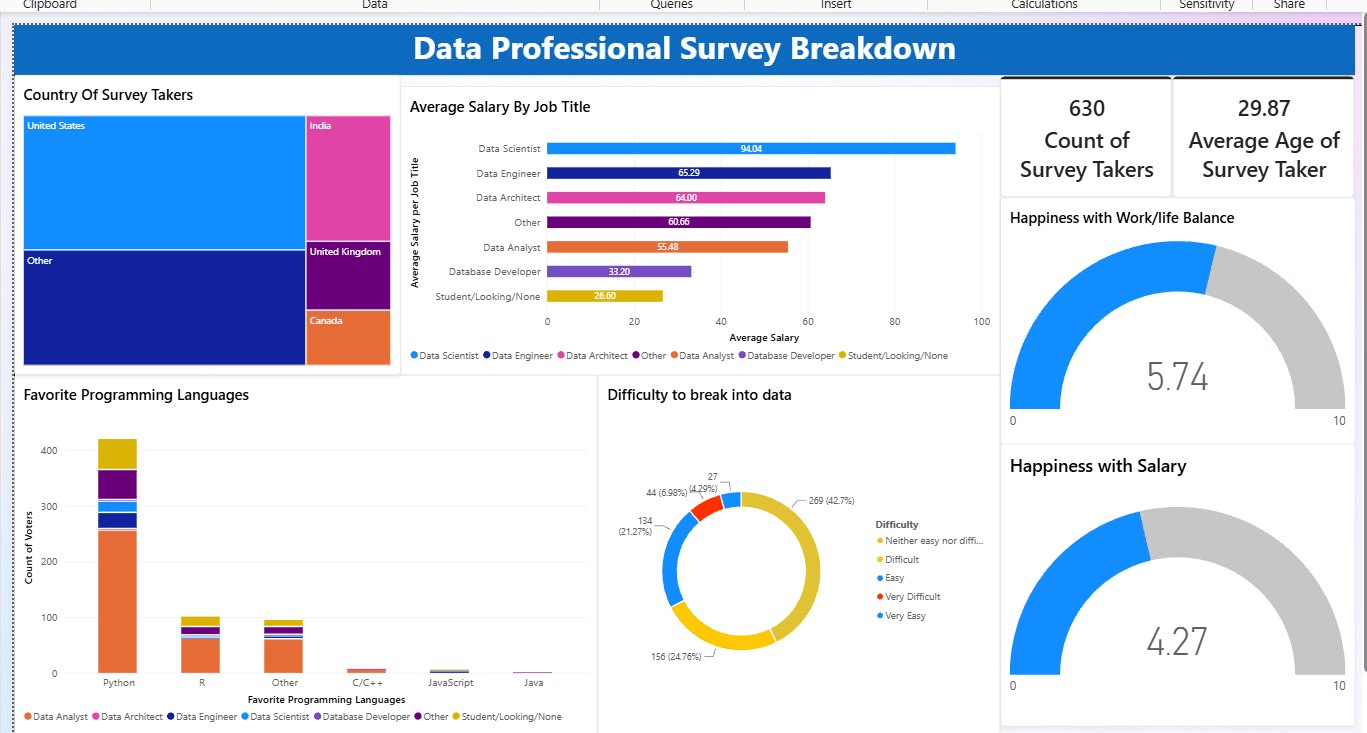 Clipboard
Data
Queries
Insert
Calculations
Sensitivity
Share
Data Professional Survey Breakdown
Country Of Survey Takers
United States
India
Other
United Kingdom
Canada
Average Salary By Job Title
Average Salary per Job Title
Data Scientist
94.04
Data Engineer
65.29
Data Architect
64.00
Other
60.66
Data Analyst
55.48
Database Developer
33.20
Student/Looking/None
26.60
0 20 40 60 80 100
Average Salary
Data Scientist Data Engineer Data Architect Other Data Analyst Database Developer Student/Looking/None
630
Count of
Survey Takers
29.87
Average Age of
Survey Taker
Happiness with Work/life Balance
5.74
0
10
Happiness with Salary
4.27
0
10
Favorite Programming Languages
Count of Voters
400
300
200
100
0
Python R Other C/C++ JavaScript Java
Favorite Programming Languages
Data Analyst Data Architect Data Engineer Data Scientist Database Developer Other Student/Looking/None
Difficulty to break into data
27
(4.29%)
44 (6.98%)
269 (42.7%)
134
(21.27%)
156 (24.76%)
Difficulty
Neither easy nor diffi...
Difficult
Easy
Very Difficult
Very Easy